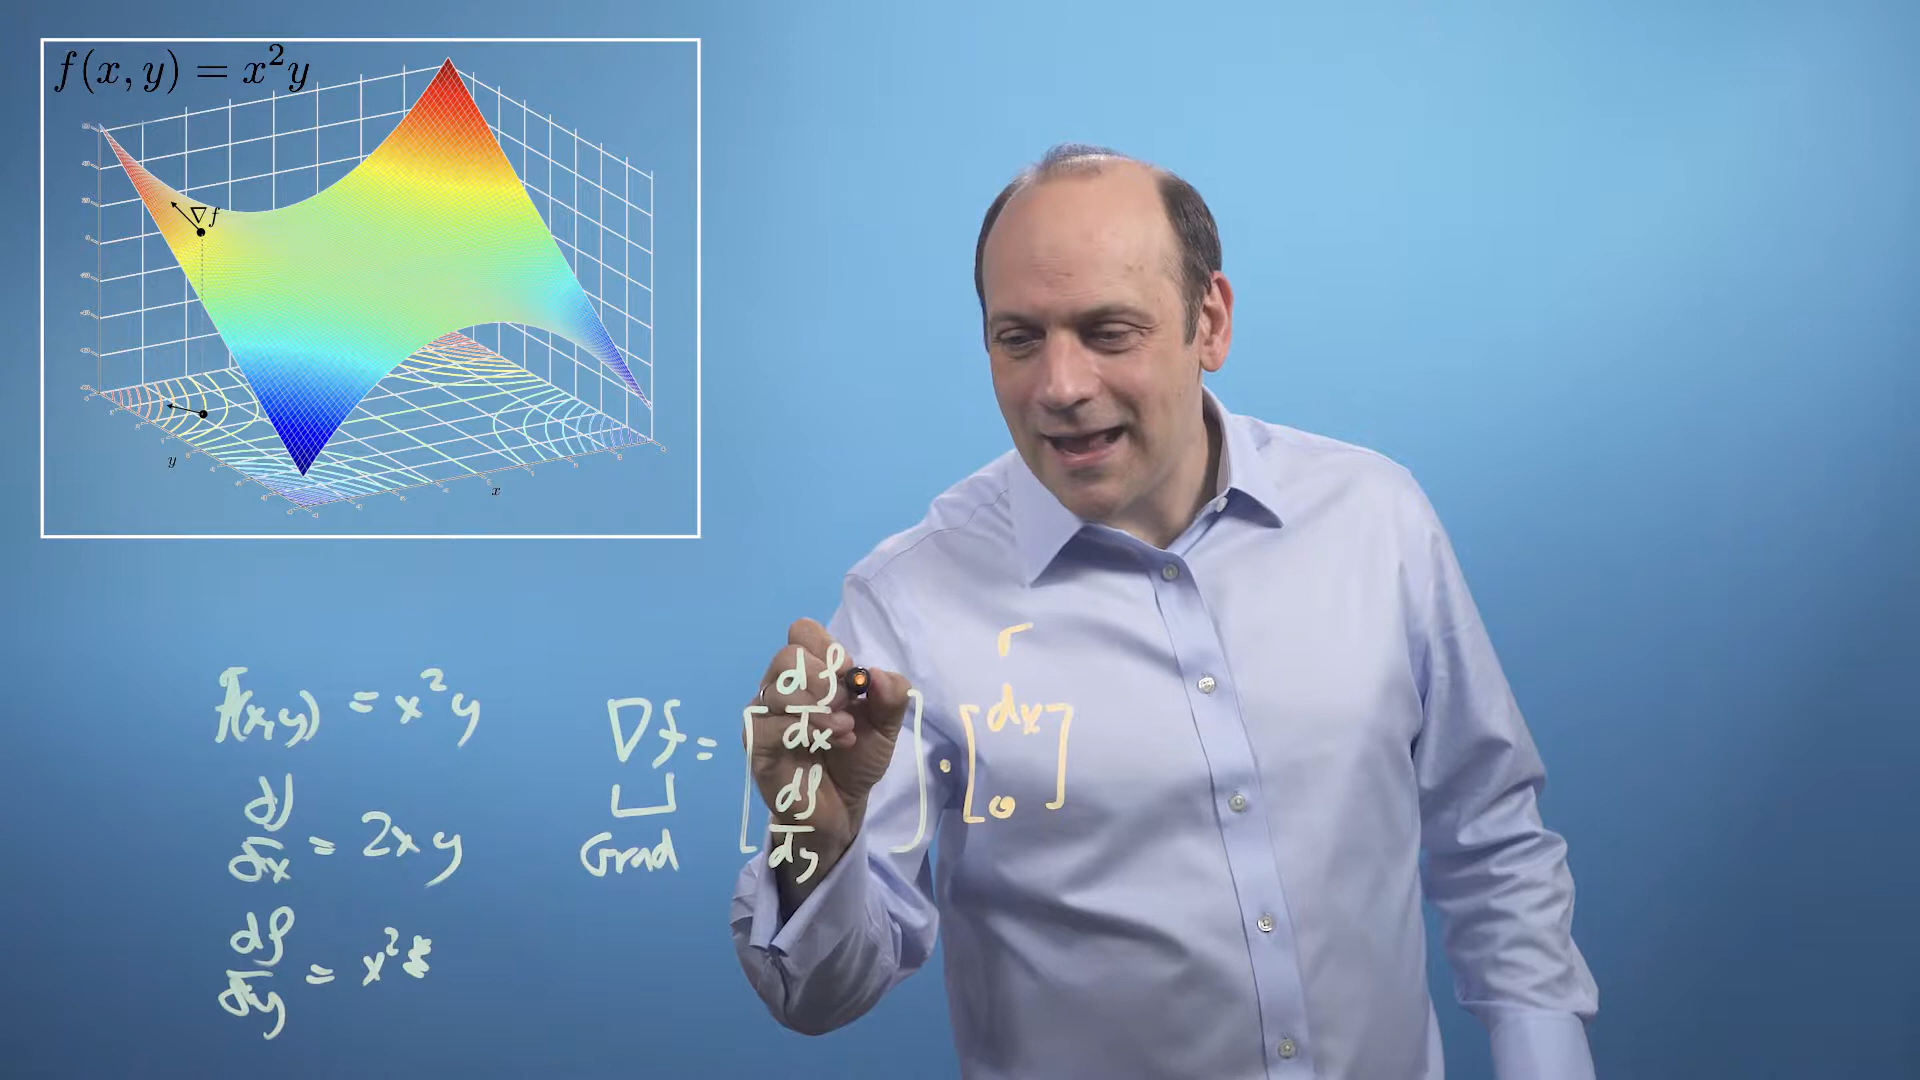 f(x, y) = x²y
∇f
y
x
f(x,y) = x²y
df/dx = 2xy
df/dy = x²
∇f = [df/dx df/dy] · [dx 0]
Grad
r